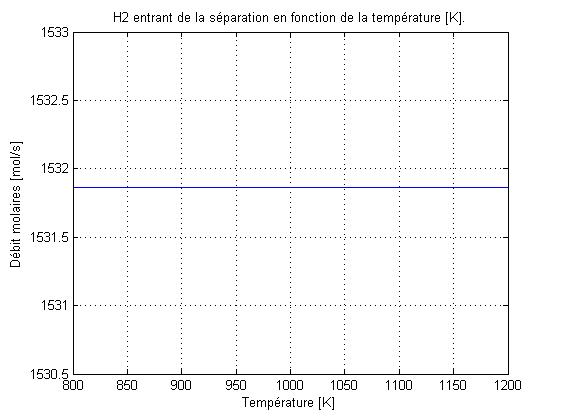 H2 entrant de la séparation en fonction de la température [K].
1533
1532.5
1532
1531.5
1531
1530.5
Débit molaires [mol/s]
800 850 900 950 1000 1050 1100 1150 1200
Température [K]